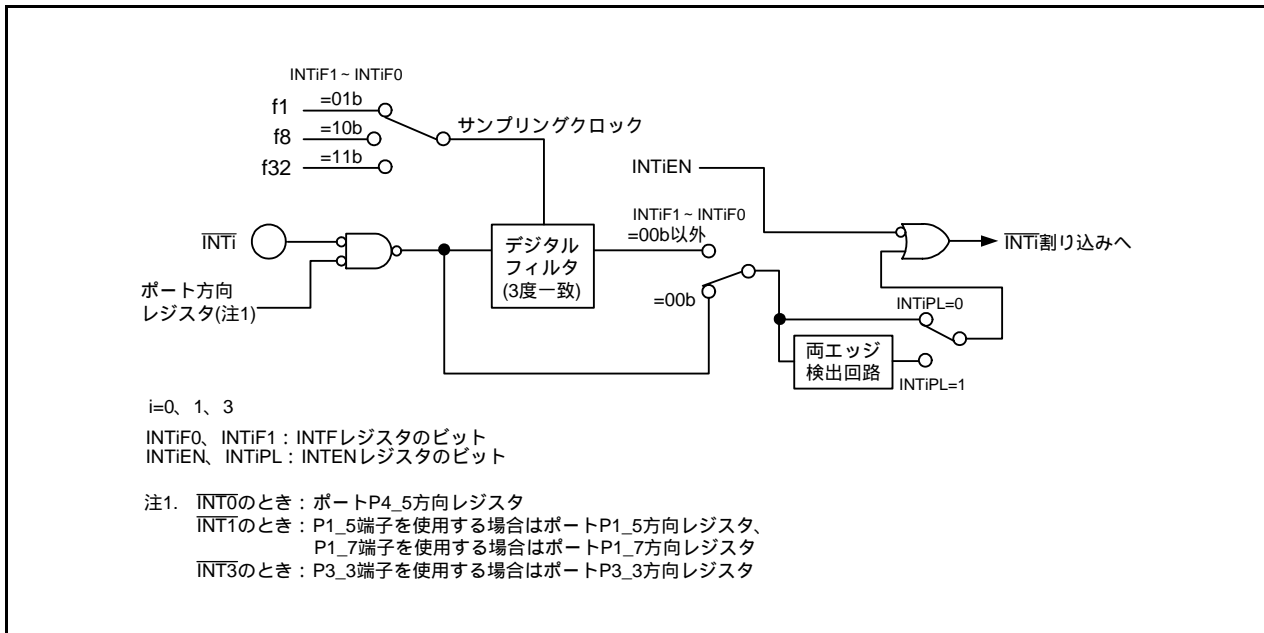 INTiF1 ~ INTiF0
f1 =01b
f8 =10b
f32 =11b
サンプリングクロック
INTiEN
INTi
ポート方向
レジスタ(注1)
デジタル
フィルタ
(3度一致)
INTiF1 ~ INTiF0
=00b以外
=00b
INTi割り込みへ
INTiPL=0
両エッジ
検出回路
INTiPL=1
i=0、1、3
INTiF0、INTiF1：INTFレジスタのビット
INTiEN、INTiPL：INTENレジスタのビット
注1. INT0のとき：ポートP4_5方向レジスタ
INT1のとき：P1_5端子を使用する場合はポートP1_5方向レジスタ、
P1_7端子を使用する場合はポートP1_7方向レジスタ
INT3のとき：P3_3端子を使用する場合はポートP3_3方向レジスタ